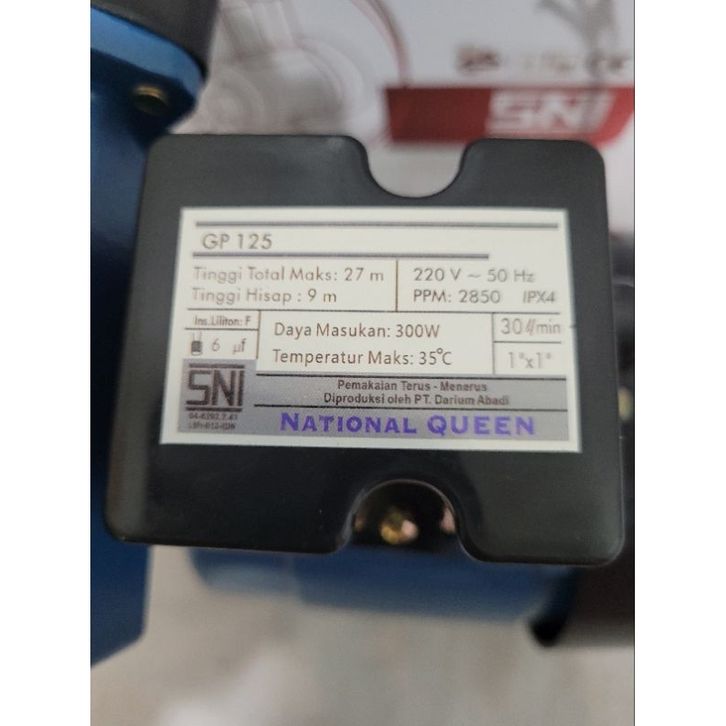 SNI
GP 125
Tinggi Total Maks: 27 m
Tinggi Hisap : 9 m
220 V ~ 50 Hz
PPM: 2850 IPX4
Ins.Liliton: F
6 µf
Daya Masukan: 300W
Temperatur Maks: 35°C
30ℓ/min
1"x1"
SNI
Pemakaian Terus - Menerus
Diproduksi oleh PT. Darium Abadi
NATIONAL QUEEN